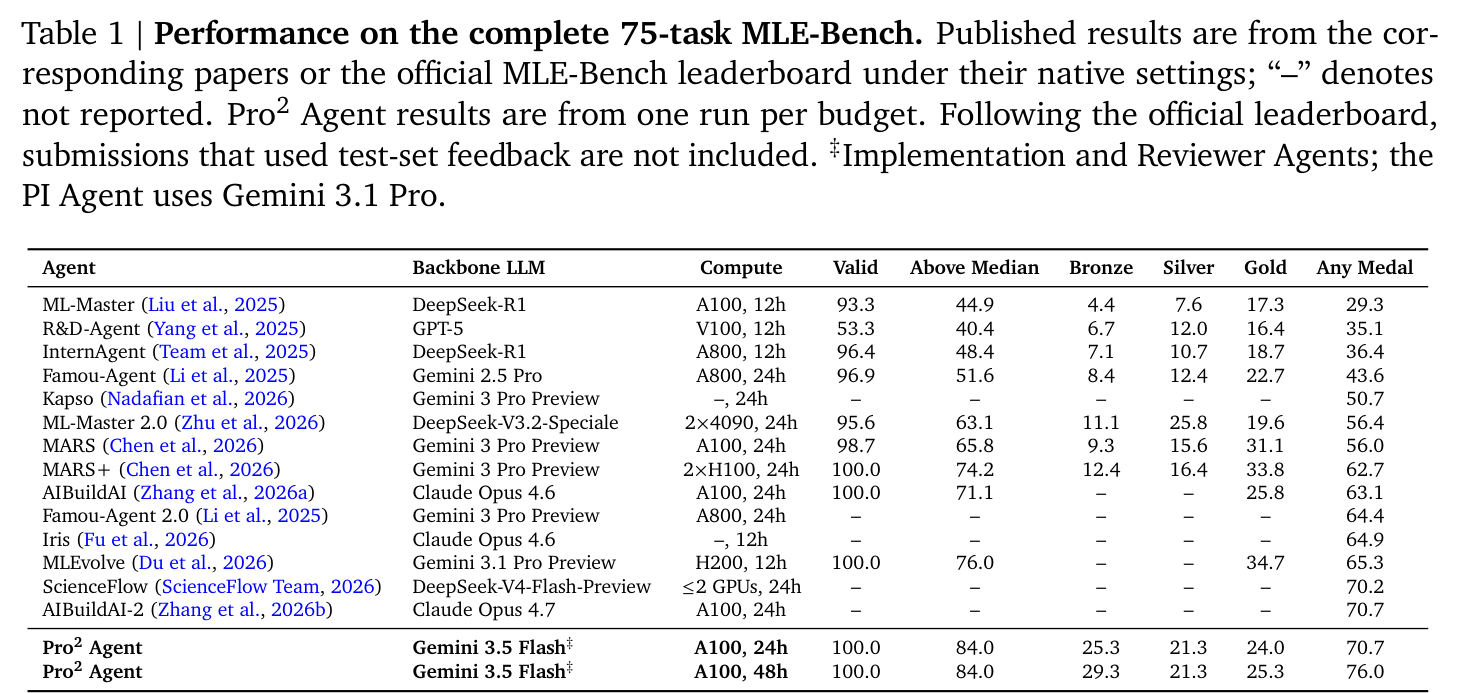 Table 1 | Performance on the complete 75-task MLE-Bench. Published results are from the cor-
responding papers or the official MLE-Bench leaderboard under their native settings; “–” denotes
not reported. Pro² Agent results are from one run per budget. Following the official leaderboard,
submissions that used test-set feedback are not included. ‡Implementation and Reviewer Agents; the
PI Agent uses Gemini 3.1 Pro.
Agent Backbone LLM Compute Valid Above Median Bronze Silver Gold Any Medal
ML-Master (Liu et al., 2025) DeepSeek-R1 A100, 12h 93.3 44.9 4.4 7.6 17.3 29.3
R&D-Agent (Yang et al., 2025) GPT-5 V100, 12h 53.3 40.4 6.7 12.0 16.4 35.1
InternAgent (Team et al., 2025) DeepSeek-R1 A800, 12h 96.4 48.4 7.1 10.7 18.7 36.4
Famou-Agent (Li et al., 2025) Gemini 2.5 Pro A800, 24h 96.9 51.6 8.4 12.4 22.7 43.6
Kapso (Nadafian et al., 2026) Gemini 3 Pro Preview –, 24h – – – – – 50.7
ML-Master 2.0 (Zhu et al., 2026) DeepSeek-V3.2-Speciale 2×4090, 24h 95.6 63.1 11.1 25.8 19.6 56.4
MARS (Chen et al., 2026) Gemini 3 Pro Preview A100, 24h 98.7 65.8 9.3 15.6 31.1 56.0
MARS+ (Chen et al., 2026) Gemini 3 Pro Preview 2×H100, 24h 100.0 74.2 12.4 16.4 33.8 62.7
AIBuildAI (Zhang et al., 2026a) Claude Opus 4.6 A100, 24h 100.0 71.1 – – 25.8 63.1
Famou-Agent 2.0 (Li et al., 2025) Gemini 3 Pro Preview A800, 24h – – – – – 64.4
Iris (Fu et al., 2026) Claude Opus 4.6 –, 12h – – – – – 64.9
MLEvolve (Du et al., 2026) Gemini 3.1 Pro Preview H200, 12h 100.0 76.0 – – 34.7 65.3
ScienceFlow (ScienceFlow Team, 2026) DeepSeek-V4-Flash-Preview ≤2 GPUs, 24h – – – – – 70.2
AIBuildAI-2 (Zhang et al., 2026b) Claude Opus 4.7 A100, 24h – – – – – 70.7
Pro² Agent Gemini 3.5 Flash‡ A100, 24h 100.0 84.0 25.3 21.3 24.0 70.7
Pro² Agent Gemini 3.5 Flash‡ A100, 48h 100.0 84.0 29.3 21.3 25.3 76.0